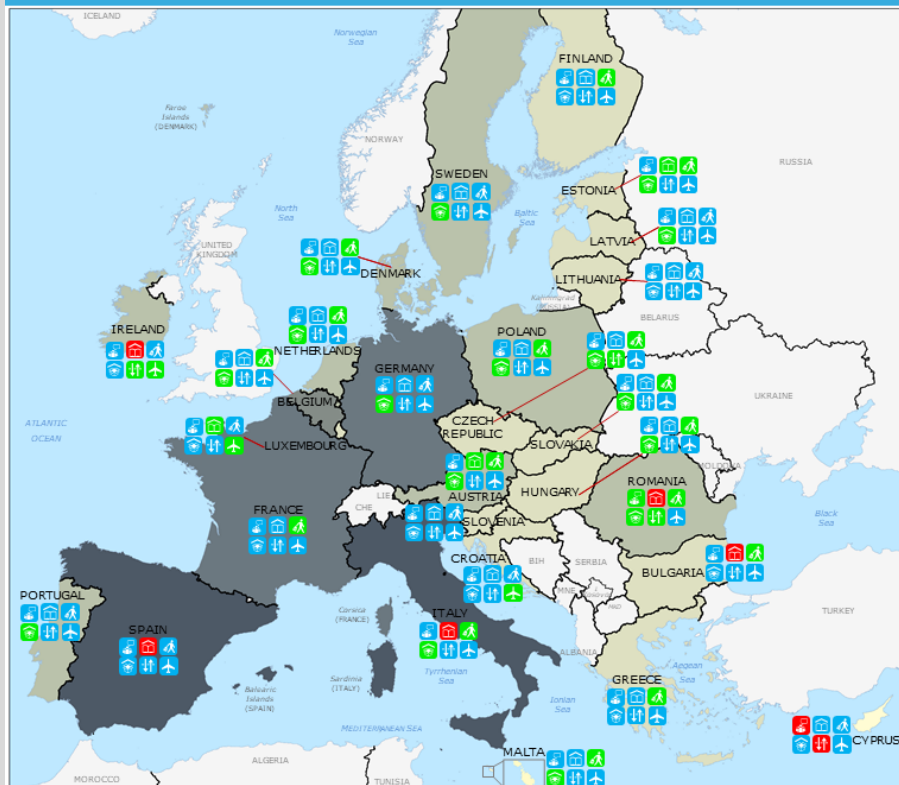 ICELAND
Norwegian
Sea
FINLAND
Faroe
Islands
(DENMARK)
NORWAY
RUSSIA
SWEDEN
ESTONIA
North
Sea
Baltic
Sea
LATVIA
UNITED
KINGDOM
DENMARK
LITHUANIA
Kaliningrad
BELARUS
IRELAND
POLAND
NETHERLANDS
GERMANY
UKRAINE
BELGIUM
ATLANTIC
OCEAN
CZECH
REPUBLIC
LUXEMBOURG
SLOVAKIA
MOLDOVA
LIE
CHE
AUSTRIA
HUNGARY
ROMANIA
FRANCE
SLOVENIA
Black
Sea
CROATIA
BIH
SERBIA
BULGARIA
MNE
Kosovo
PORTUGAL
Corsica
(FRANCE)
ITALY
TURKEY
SPAIN
ALBANIA
Tyrrhenian
Sea
Aegean
Sea
GREECE
Sardinia
(ITALY)
Balearic
Islands
(SPAIN)
Ionian
Sea
MEDITERRANEAN SEA
CYPRUS
MALTA
ALGERIA
MOROCCO
TUNISIA